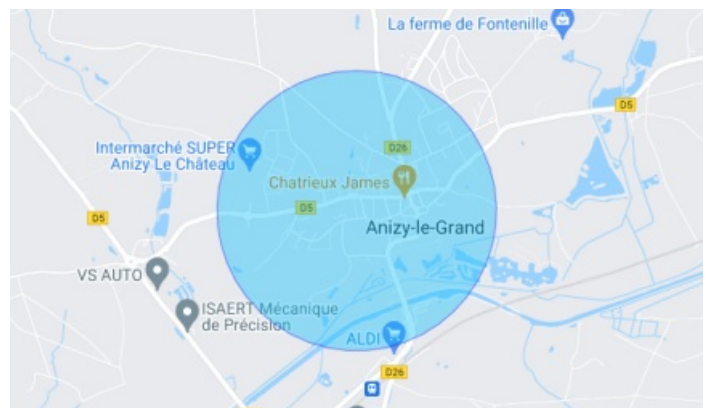 La ferme de Fontenille
D5
D26
Intermarché SUPER
Anizy Le Château
Chatrieux James
D5
D5
Anizy-le-Grand
VS AUTO
ISAERT Mécanique
de Précision
ALDI
D26